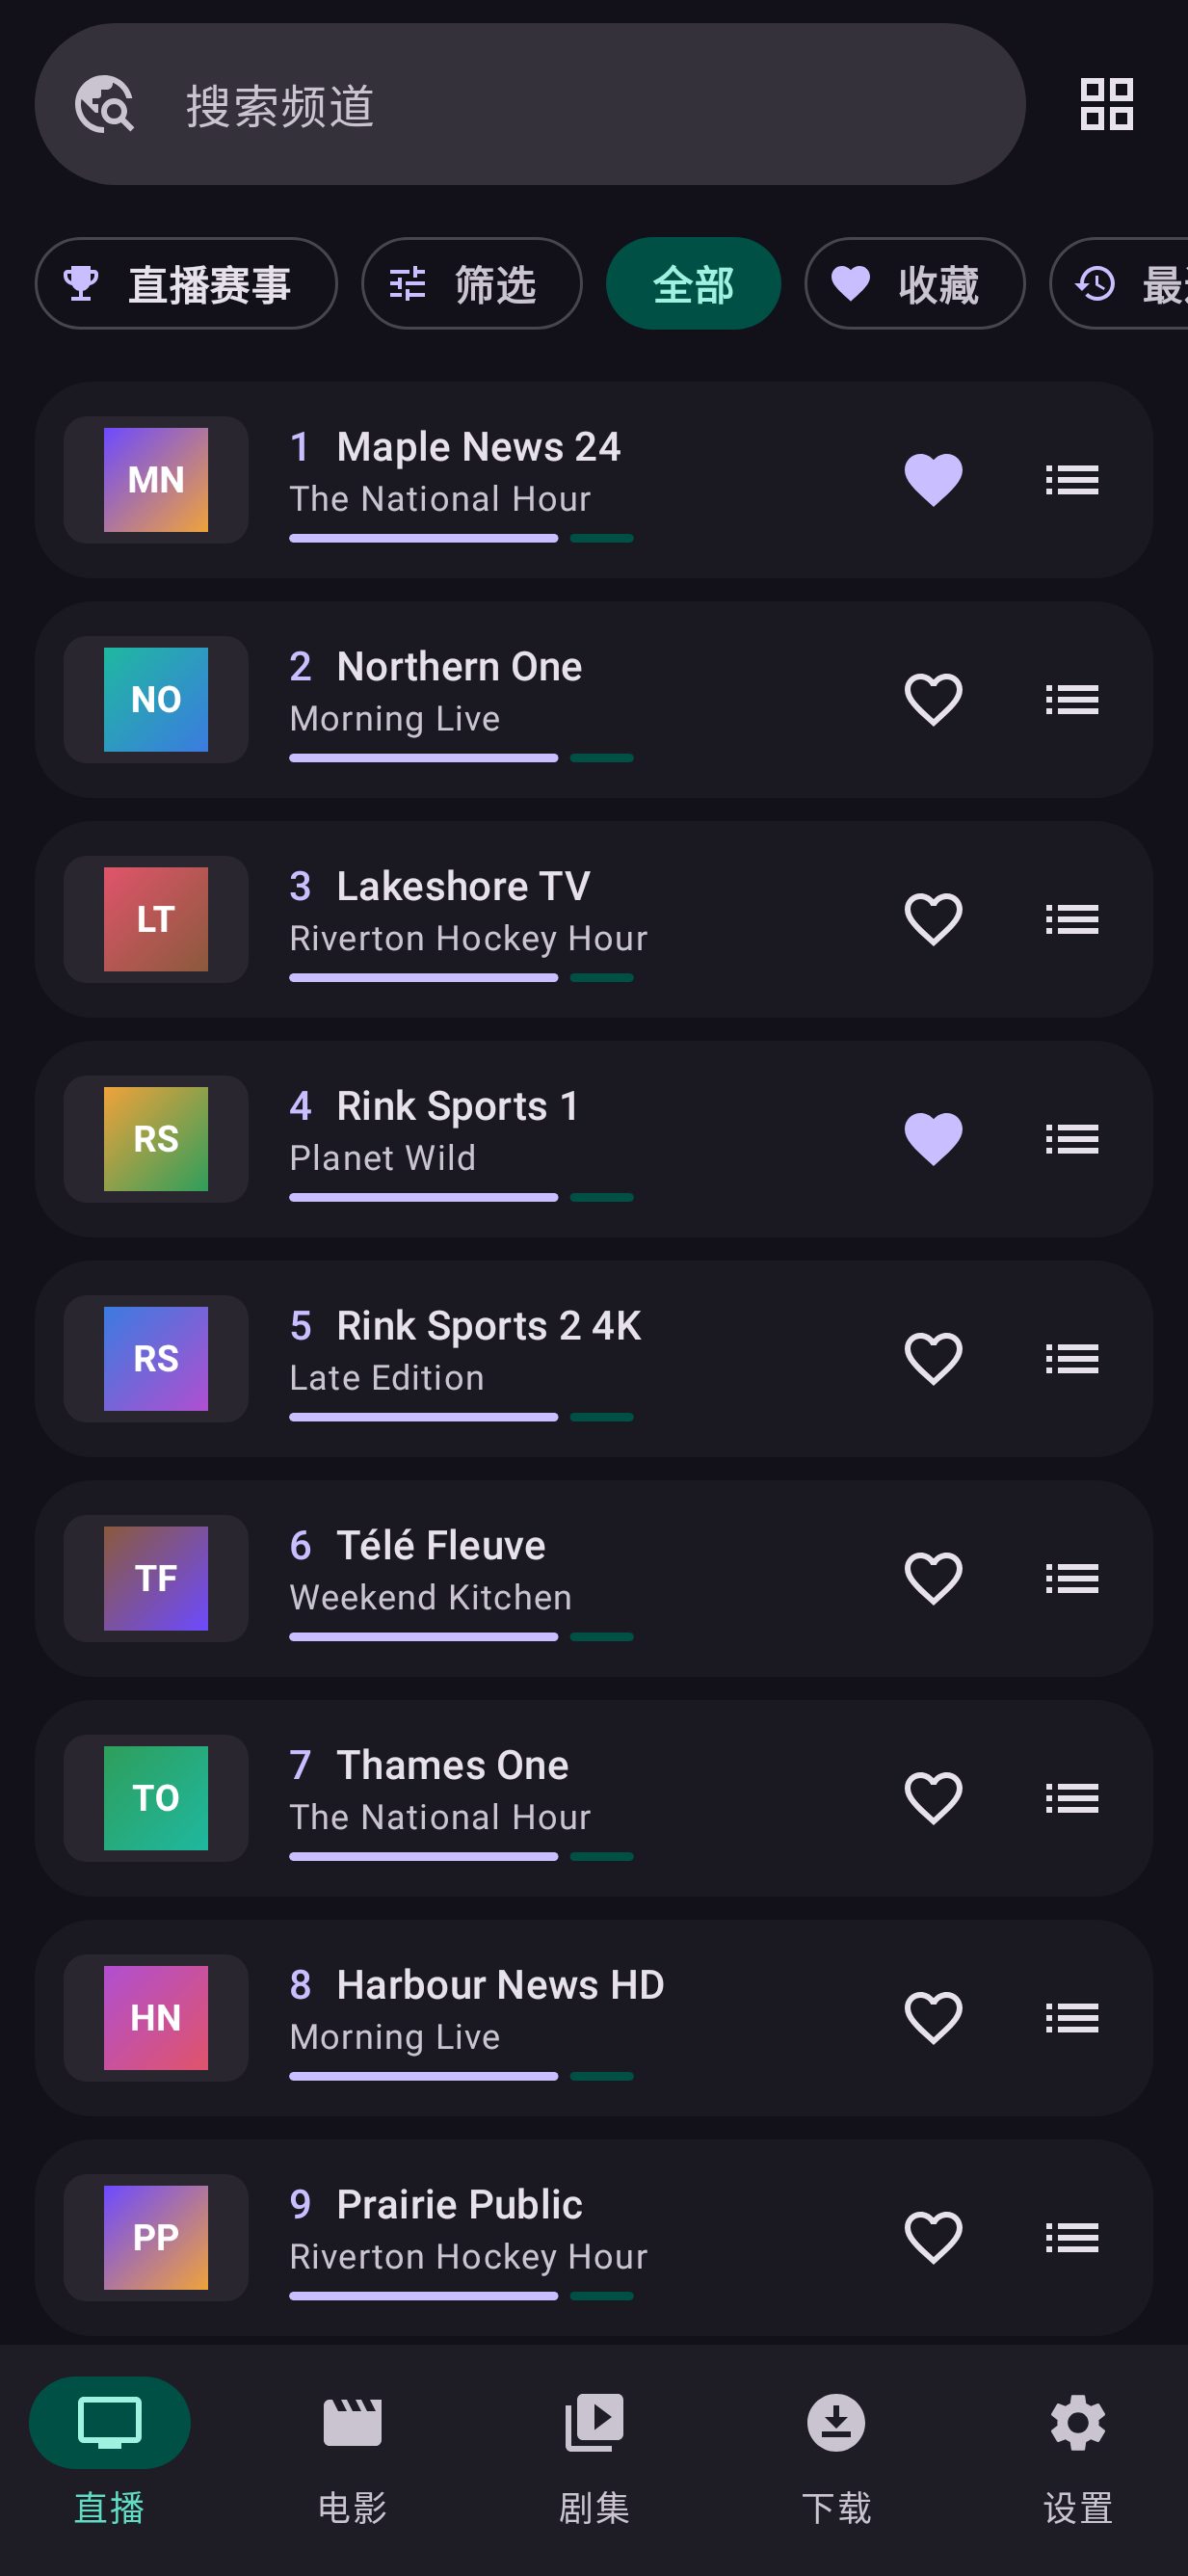 搜索频道
直播赛事
筛选
全部
收藏
MN
1 Maple News 24
The National Hour
NO
2 Northern One
Morning Live
LT
3 Lakeshore TV
Riverton Hockey Hour
RS
4 Rink Sports 1
Planet Wild
RS
5 Rink Sports 2 4K
Late Edition
TF
6 Télé Fleuve
Weekend Kitchen
TO
7 Thames One
The National Hour
HN
8 Harbour News HD
Morning Live
PP
9 Prairie Public
Riverton Hockey Hour
直播
电影
剧集
下载
设置